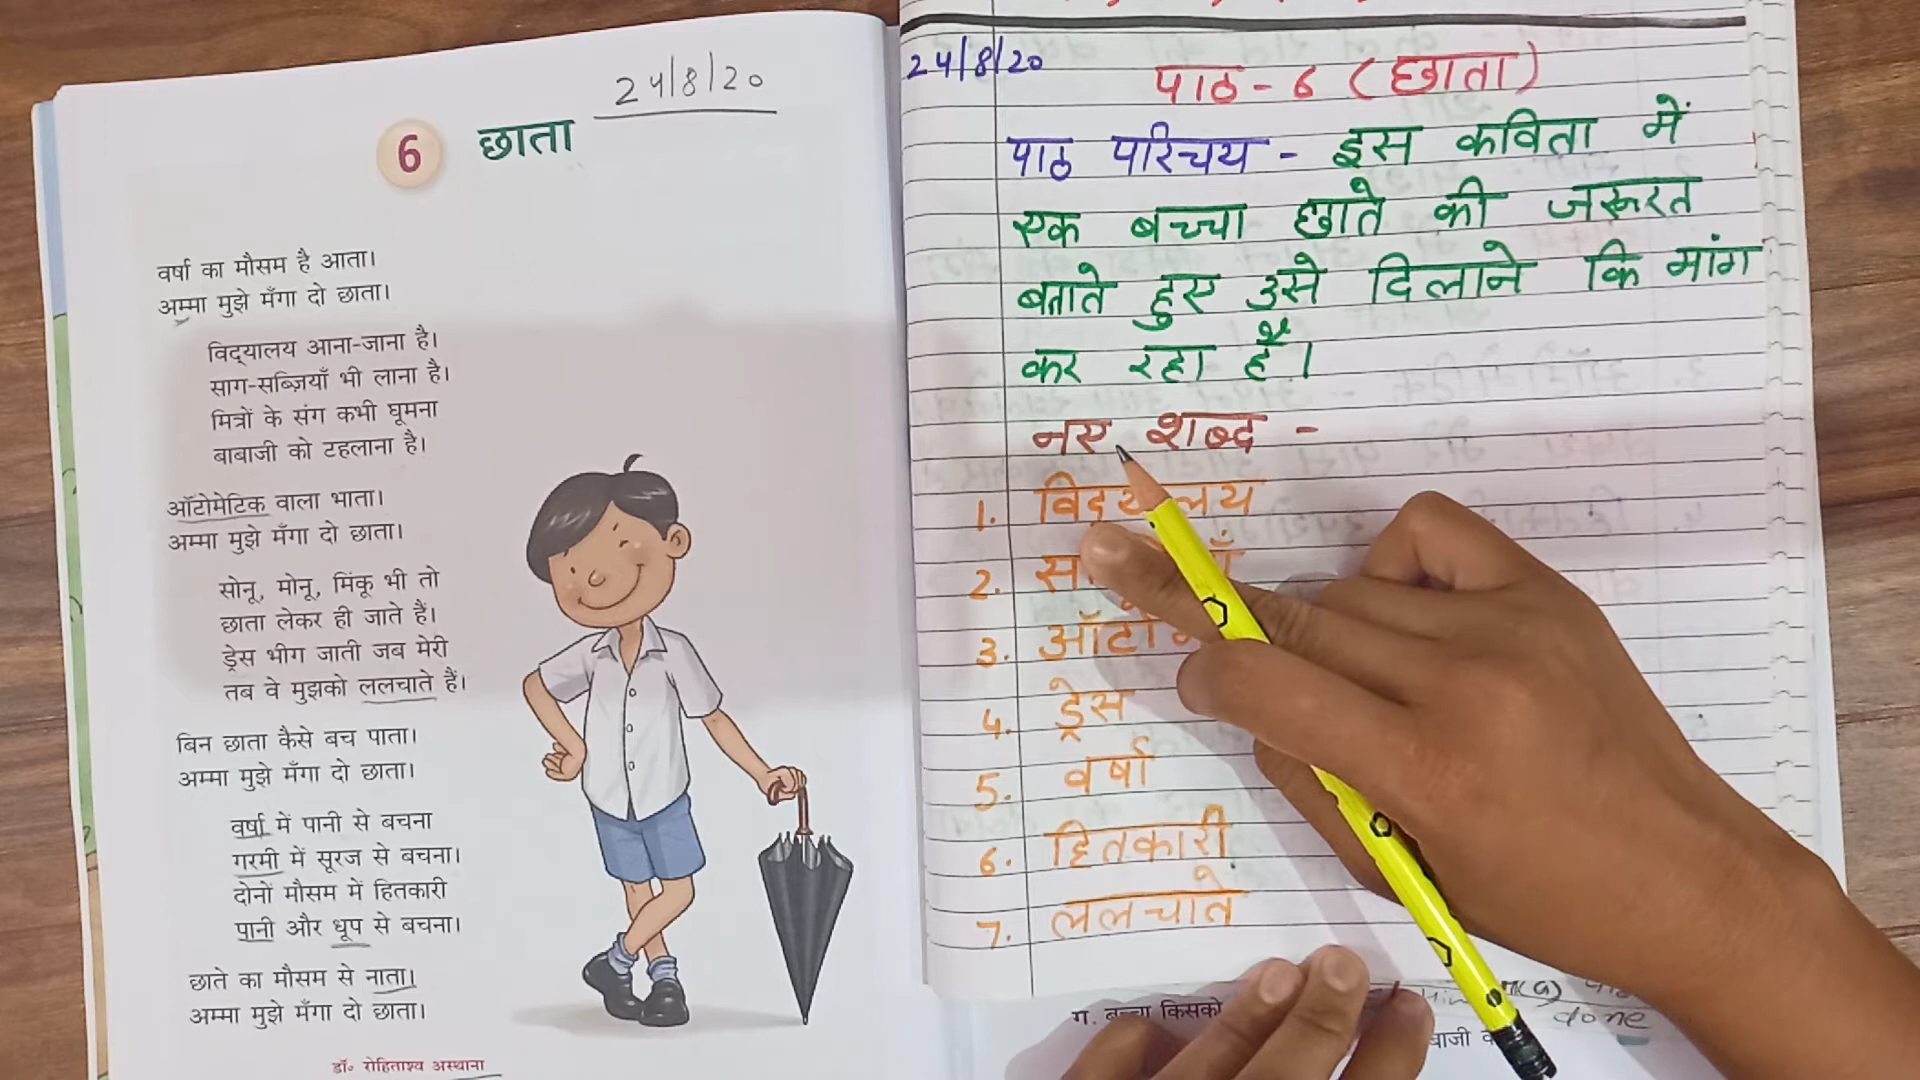 24/8/20
6 छाता
वर्षा का मौसम है आता।
अम्मा मुझे मँगा दो छाता।
विद्यालय आना-जाना है।
साग-सब्ज़ियाँ भी लाना है।
मित्रों के संग कभी घूमना
बाबाजी को टहलाना है।
ऑटोमेटिक वाला भाता।
अम्मा मुझे मँगा दो छाता।
सोनू, मोनू, मिंकू भी तो
छाता लेकर ही जाते हैं।
ड्रेस भीग जाती जब मेरी
तब वे मुझको ललचाते हैं।
बिन छाता कैसे बच पाता।
अम्मा मुझे मँगा दो छाता।
वर्षा में पानी से बचना
गरमी में सूरज से बचना।
दोनों मौसम में हितकारी
पानी और धूप से बचना।
छाते का मौसम से नाता।
अम्मा मुझे मँगा दो छाता।
डॉ॰ रोहिताश्व अस्थाना
24/8/20
पाठ - 6 (छाता)
पाठ परिचय - इस कविता में
एक बच्चा छाते की जरूरत
बताते हुए उसे दिलाने कि मांग
कर रहा है।
नए शब्द -
1. विद्यालय
2.
3.
4. ड्रेस
5. वर्षा
6. हितकारी
7. ललचाते
ग. बच्चा किसको
done